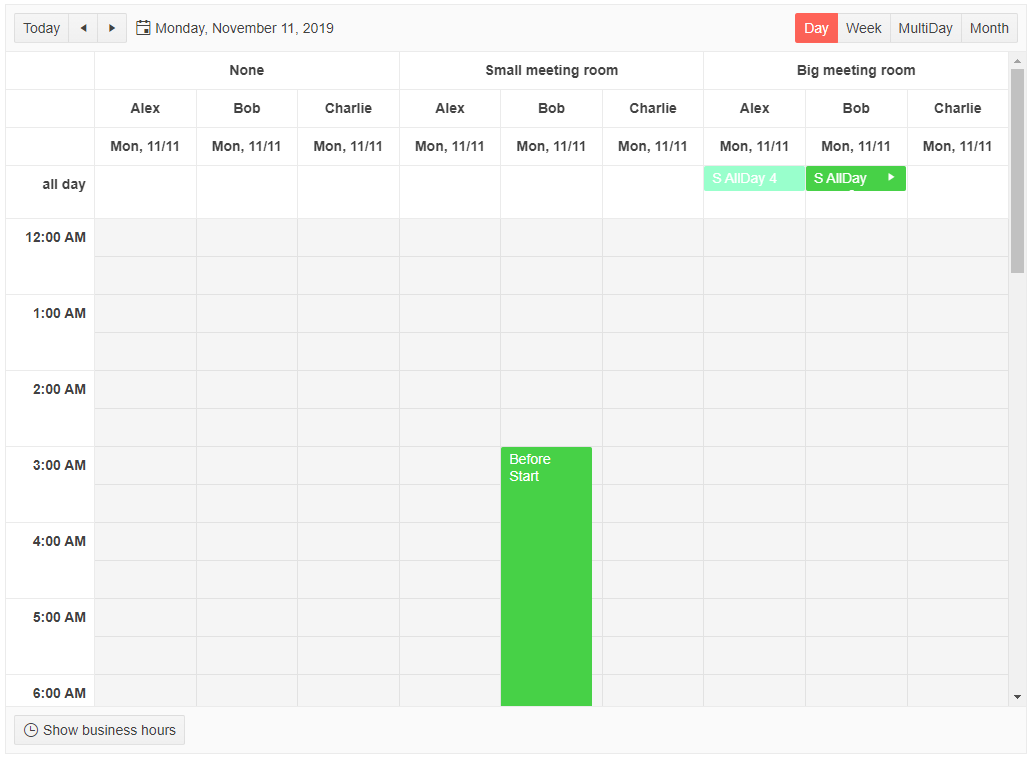 Today Monday, November 11, 2019 Day Week MultiDay Month
None Small meeting room Big meeting room
Alex Bob Charlie Alex Bob Charlie Alex Bob Charlie
Mon, 11/11 Mon, 11/11 Mon, 11/11 Mon, 11/11 Mon, 11/11 Mon, 11/11 Mon, 11/11 Mon, 11/11 Mon, 11/11
all day S AllDay 4 S AllDay
12:00 AM
1:00 AM
2:00 AM
3:00 AM Before
Start
4:00 AM
5:00 AM
6:00 AM
Show business hours